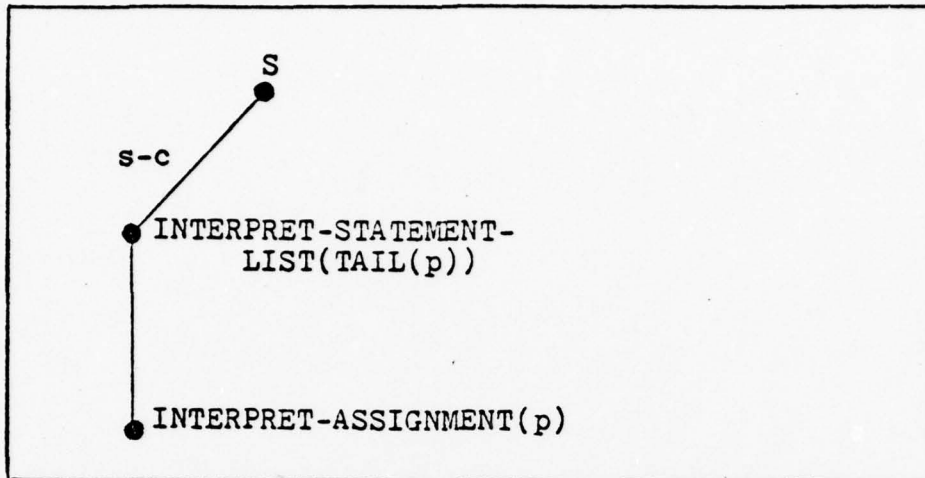 S
s-c
INTERPRET-STATEMENT-
LIST(TAIL(p))
INTERPRET-ASSIGNMENT(p)